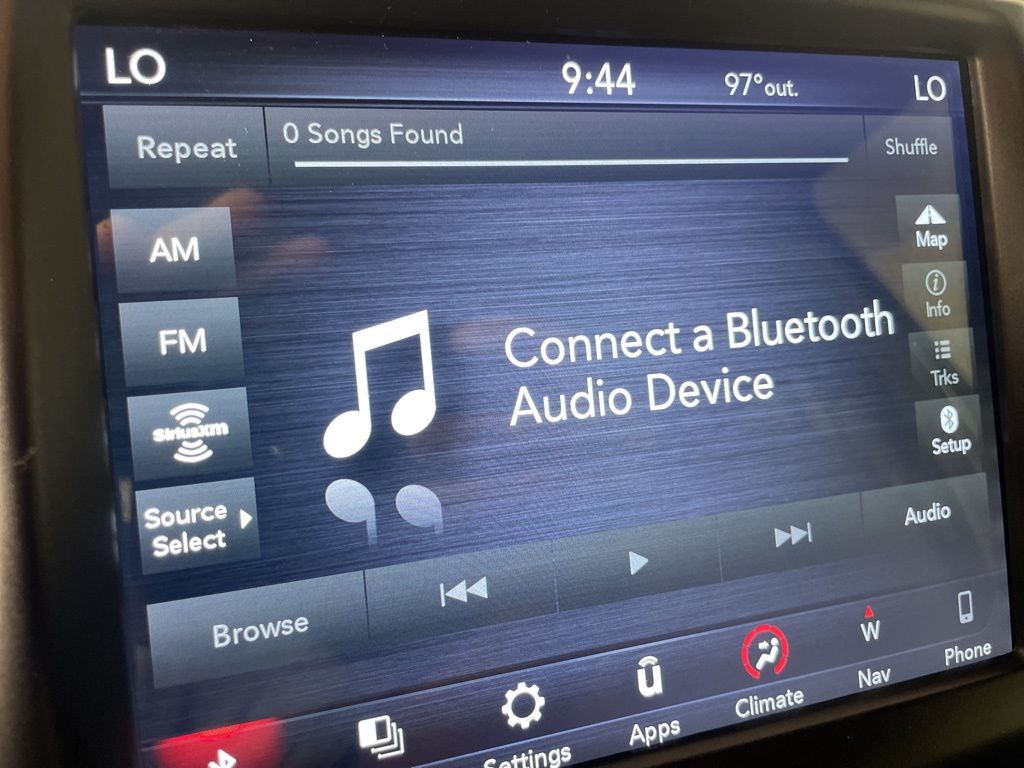 LO
9:44
97° out.
LO
Repeat
0 Songs Found
Shuffle
AM
FM
SiriusXM
Source
Select
Connect a Bluetooth
Audio Device
Map
Info
Trks
Setup
Browse
Audio
Settings
Apps
Climate
W
Nav
Phone